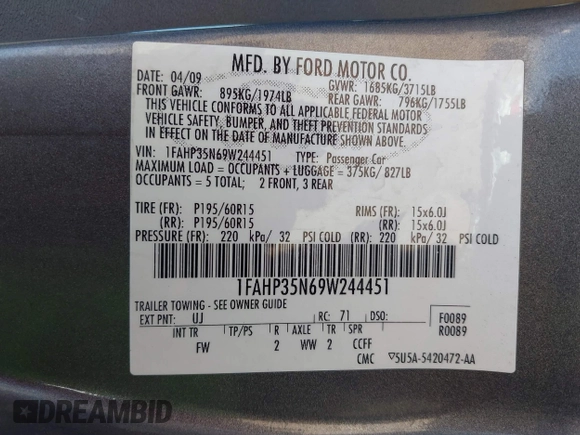 MFD. BY FORD MOTOR CO.
DATE: 04/09 GVWR: 1685KG/3715LB
FRONT GAWR: 895KG/1974LB REAR GAWR: 796KG/1755LB
THIS VEHICLE CONFORMS TO ALL APPLICABLE FEDERAL MOTOR
VEHICLE SAFETY, BUMPER, AND THEFT PREVENTION STANDARDS
IN EFFECT ON THE DATE OF MANUFACTURE SHOWN ABOVE.
VIN: 1FAHP35N69W244451 TYPE: Passenger Car
MAXIMUM LOAD = OCCUPANTS + LUGGAGE = 375KG/ 827LB
OCCUPANTS = 5 TOTAL; 2 FRONT, 3 REAR
TIRE (FR): P195/60R15 RIMS (FR): 15x6.0J
(RR): P195/60R15 (RR): 15x6.0J
PRESSURE (FR): 220 kPa/ 32 PSI COLD (RR): 220 kPa/ 32 PSI COLD
1FAHP35N69W244451
TRAILER TOWING - SEE OWNER GUIDE
EXT PNT: UJ RC: 71 DSO: F0089
R0089
INT TR TP/PS R AXLE TR SPR
FW 2 WW 2 CCFF
CMC ▽5U5A-5420472-AA
DREAMBID